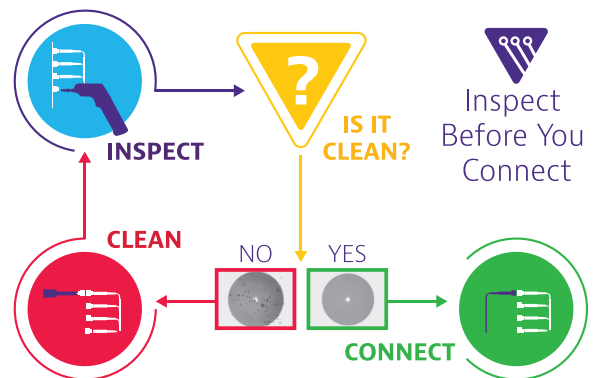 ?
Inspect
Before You
Connect
INSPECT
IS IT
CLEAN?
CLEAN
NO
YES
CONNECT